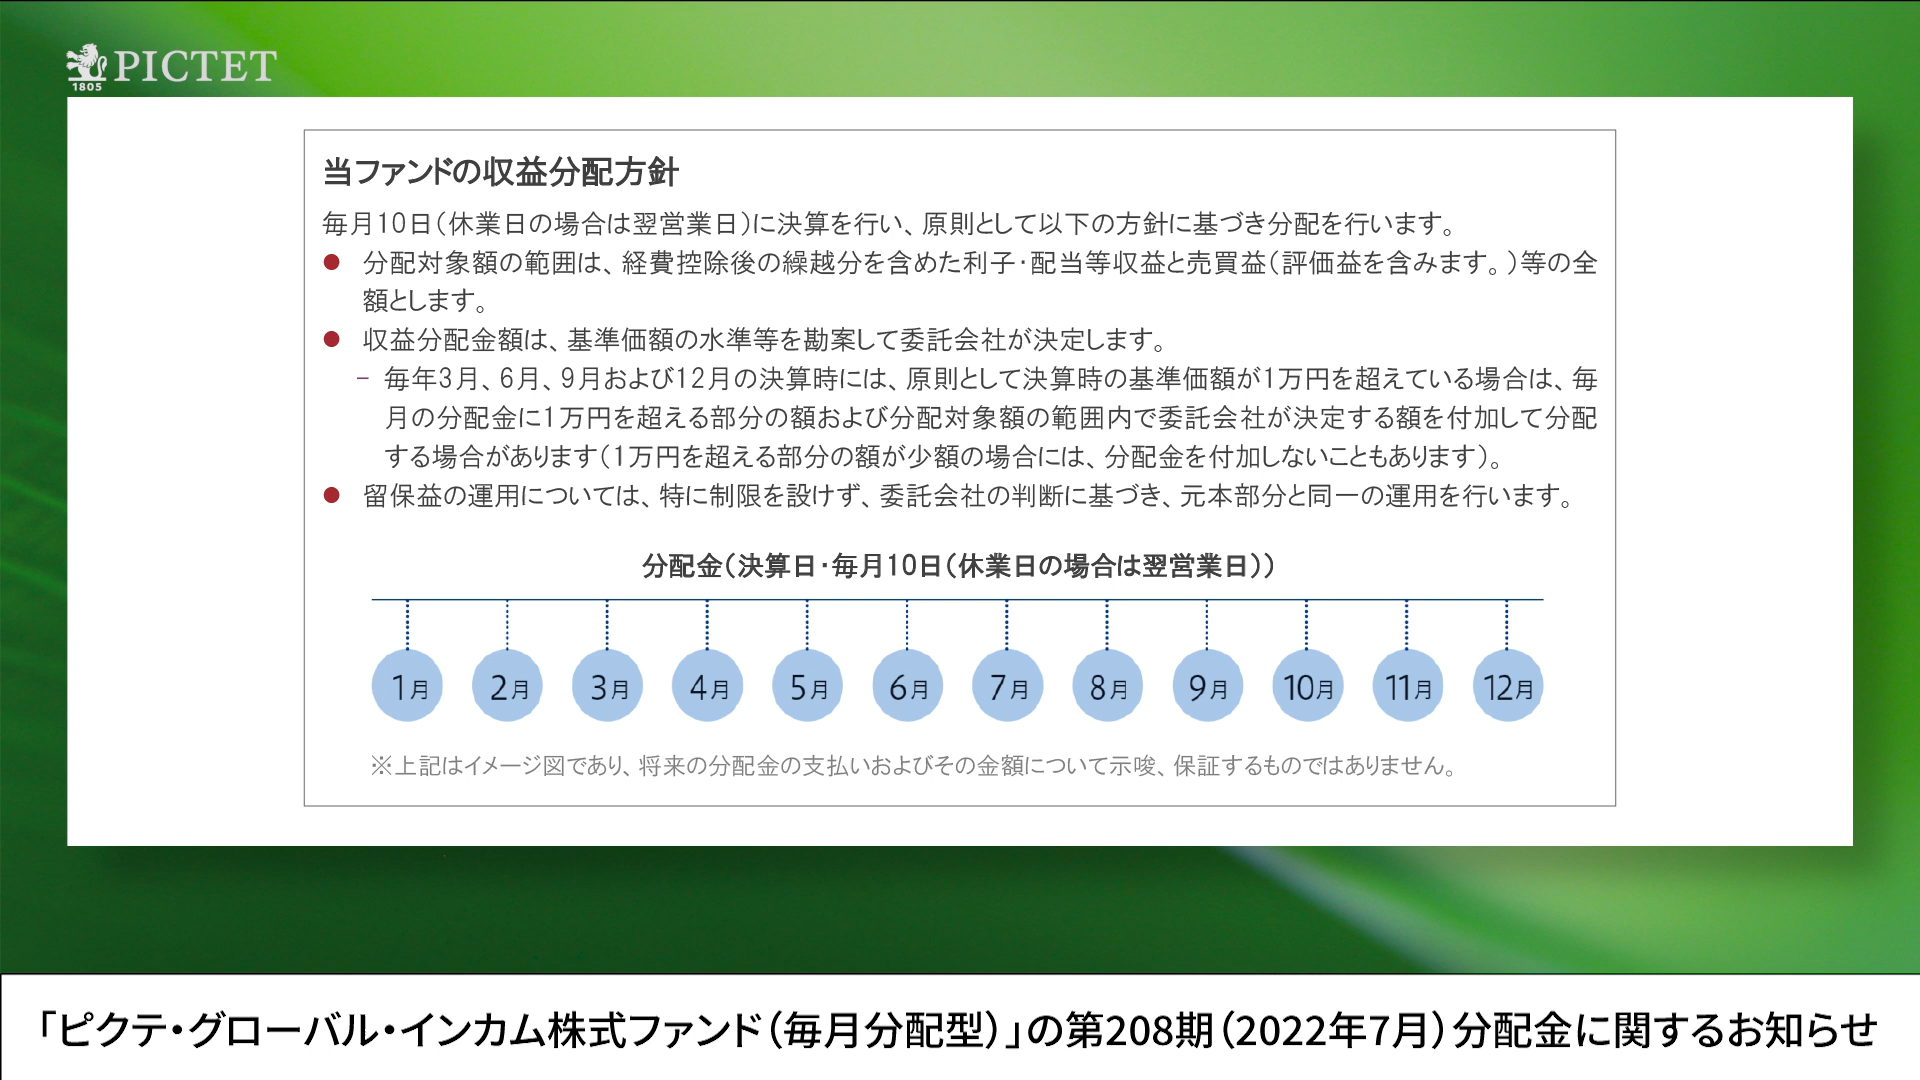 PICTET
1805
当ファンドの収益分配方針
毎月10日(休業日の場合は翌営業日)に決算を行い、原則として以下の方針に基づき分配を行います。
● 分配対象額の範囲は、経費控除後の繰越分を含めた利子・配当等収益と売買益(評価益を含みます。)等の全
額とします。
● 収益分配金額は、基準価額の水準等を勘案して委託会社が決定します。
– 毎年3月、6月、9月および12月の決算時には、原則として決算時の基準価額が1万円を超えている場合は、毎
月の分配金に1万円を超える部分の額および分配対象額の範囲内で委託会社が決定する額を付加して分配
する場合があります(1万円を超える部分の額が少額の場合には、分配金を付加しないこともあります)。
● 留保益の運用については、特に制限を設けず、委託会社の判断に基づき、元本部分と同一の運用を行います。
分配金(決算日・毎月10日(休業日の場合は翌営業日))
1月 2月 3月 4月 5月 6月 7月 8月 9月 10月 11月 12月
※上記はイメージ図であり、将来の分配金の支払いおよびその金額について示唆、保証するものではありません。
「ピクテ・グローバル・インカム株式ファンド(毎月分配型)」の第208期(2022年7月)分配金に関するお知らせ